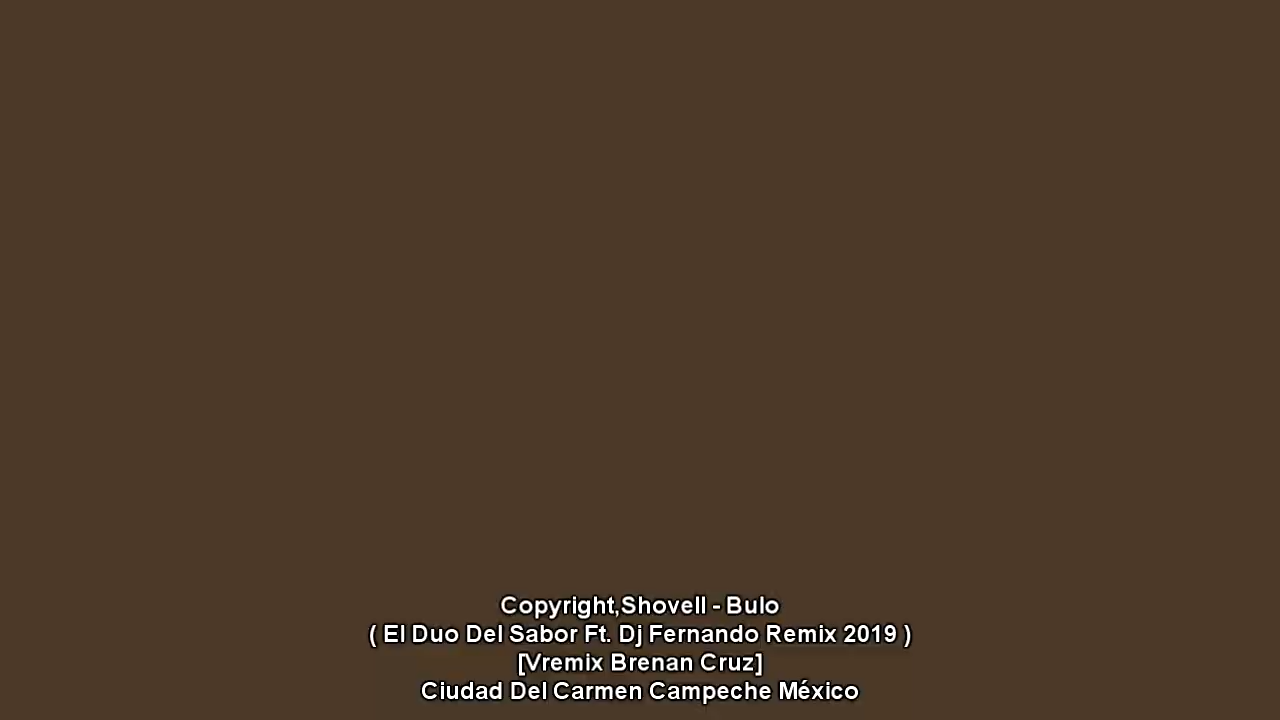 Copyright,Shovell - Bulo
( El Duo Del Sabor Ft. Dj Fernando Remix 2019 )
[Vremix Brenan Cruz]
Ciudad Del Carmen Campeche México